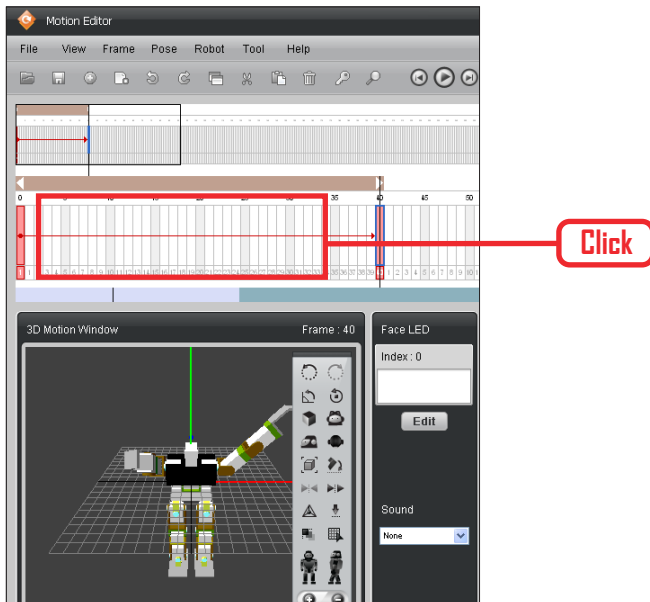 Motion Editor
File View Frame Pose Robot Tool Help
0 35 40 45 50
Click
3D Motion Window Frame : 40 Face LED
Index : 0
Edit
Sound
None